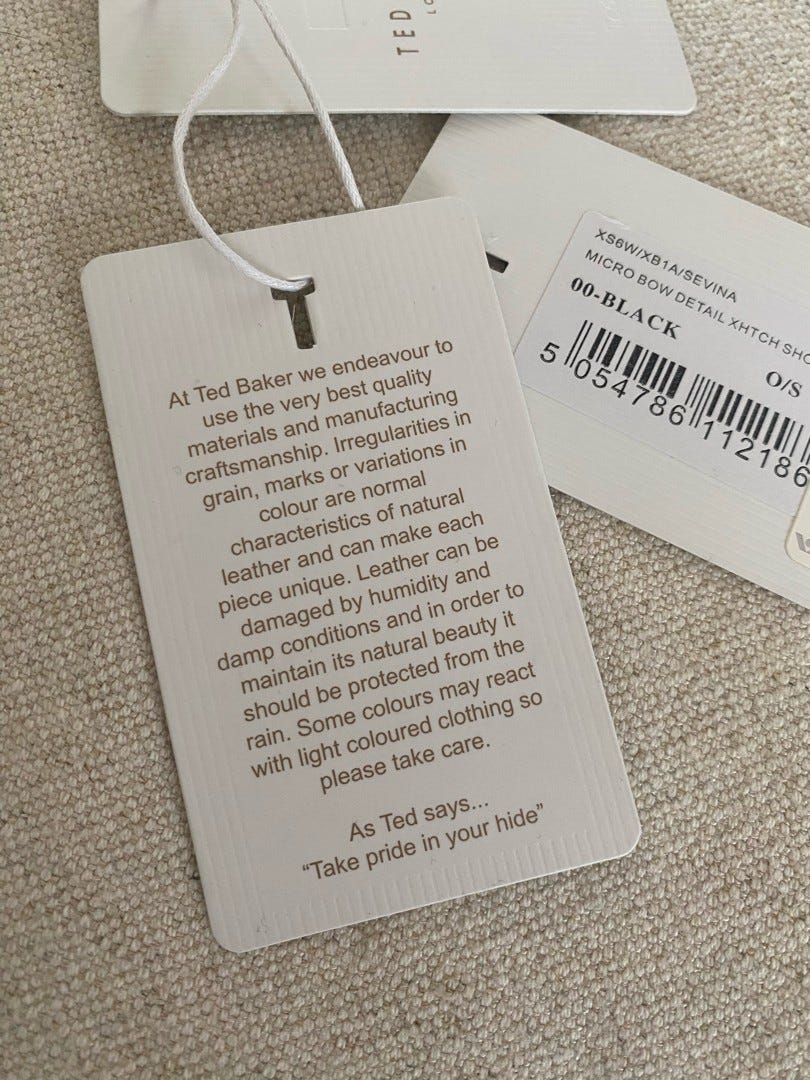 TED
XS6W/XB1A/SEVINA
MICRO BOW DETAIL XHTCH
00-BLACK
O/S
5 054786 112186
At Ted Baker we endeavour to
use the very best quality
materials and manufacturing
craftsmanship. Irregularities in
grain, marks or variations in
colour are normal
characteristics of natural
leather and can make each
piece unique. Leather can be
damaged by humidity and
damp conditions and in order to
maintain its natural beauty it
should be protected from the
rain. Some colours may react
with light coloured clothing so
please take care.
As Ted says...
“Take pride in your hide”